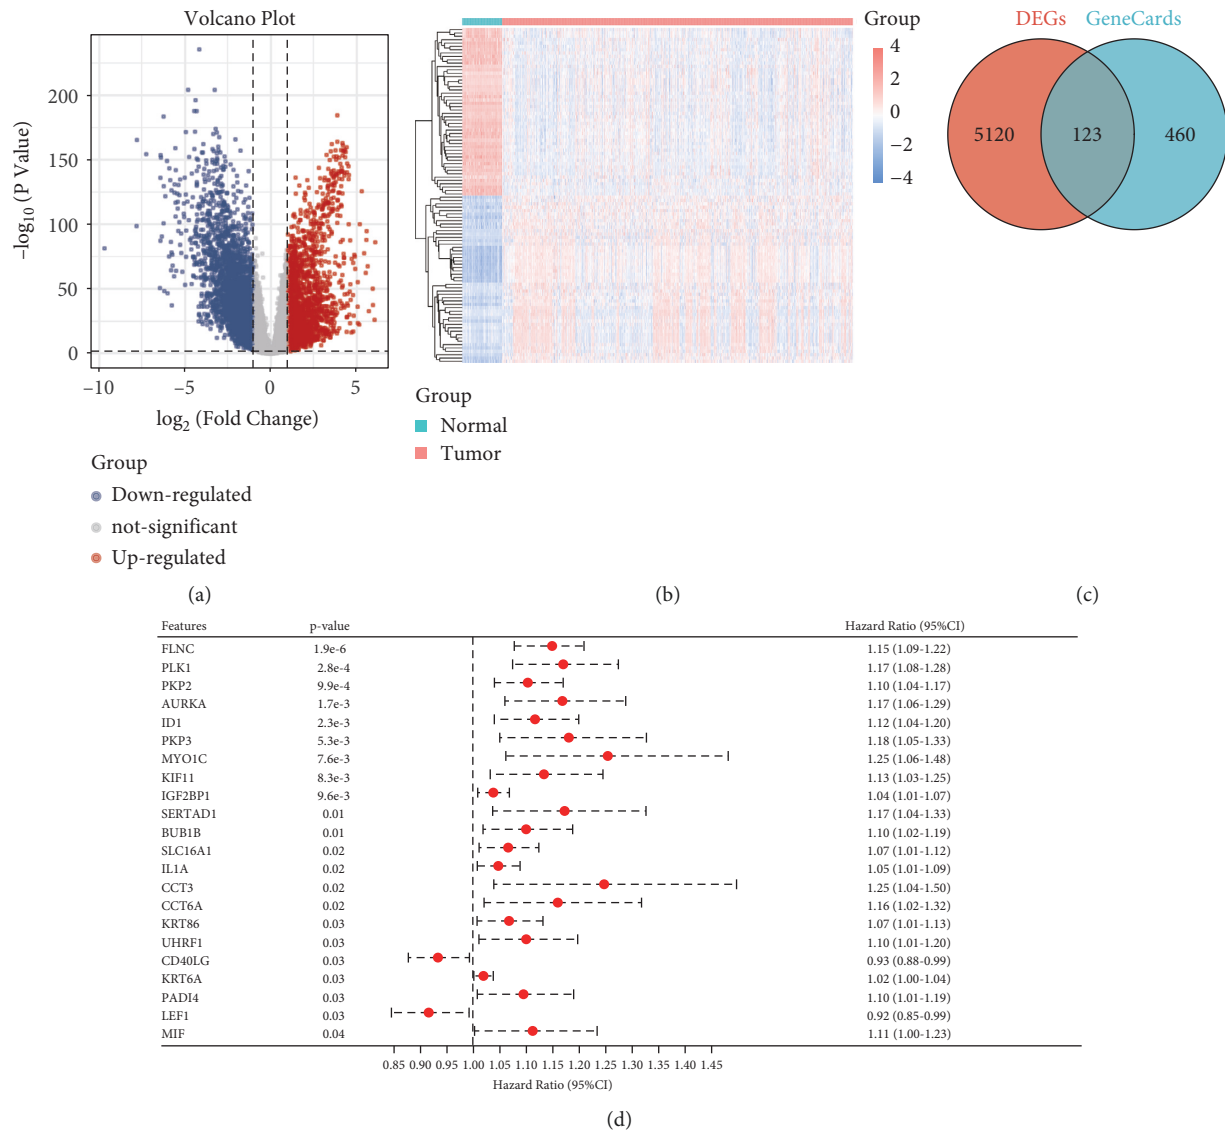 Volcano Plot
200
150
100
50
0
−10
−5
0
5
−log10 (P Value)
log2 (Fold Change)
Group
Down-regulated
not-significant
Up-regulated
(a)
Group
4
2
0
−2
−4
Group
Normal
Tumor
(b)
DEGs GeneCards
5120 123 460
(c)
Features p-value Hazard Ratio (95%CI)
FLNC 1.9e-6 1.15 (1.09-1.22)
PLK1 2.8e-4 1.17 (1.08-1.28)
PKP2 9.9e-4 1.10 (1.04-1.17)
AURKA 1.7e-3 1.17 (1.06-1.29)
ID1 2.3e-3 1.12 (1.04-1.20)
PKP3 5.3e-3 1.18 (1.05-1.33)
MYO1C 7.6e-3 1.25 (1.06-1.48)
KIF11 8.3e-3 1.13 (1.03-1.25)
IGF2BP1 9.6e-3 1.04 (1.01-1.07)
SERTAD1 0.01 1.17 (1.04-1.33)
BUB1B 0.01 1.10 (1.02-1.19)
SLC16A1 0.02 1.07 (1.01-1.12)
IL1A 0.02 1.05 (1.01-1.09)
CCT3 0.02 1.25 (1.04-1.50)
CCT6A 0.02 1.16 (1.02-1.32)
KRT86 0.03 1.07 (1.01-1.13)
UHRF1 0.03 1.10 (1.01-1.20)
CD40LG 0.03 0.93 (0.88-0.99)
KRT6A 0.03 1.02 (1.00-1.04)
PADI4 0.03 1.10 (1.01-1.19)
LEF1 0.03 0.92 (0.85-0.99)
MIF 0.04 1.11 (1.00-1.23)
0.85 0.90 0.95 1.00 1.05 1.10 1.15 1.20 1.25 1.30 1.35 1.40 1.45
Hazard Ratio (95%CI)
(d)